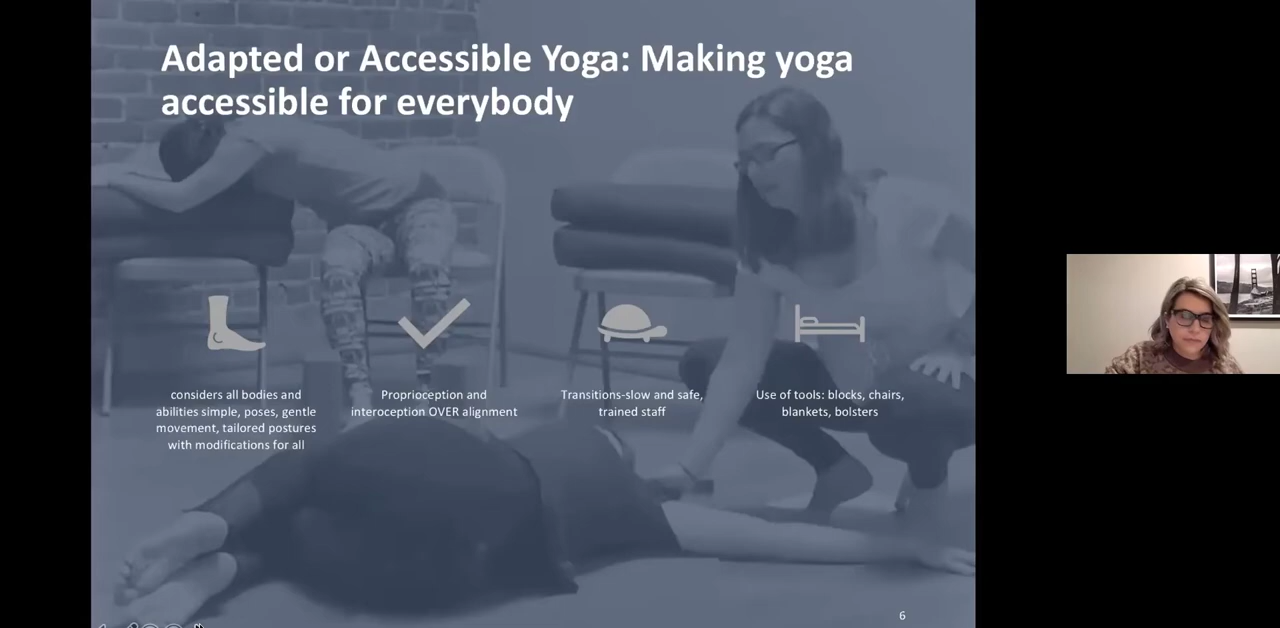 Adapted or Accessible Yoga: Making yoga
accessible for everybody
considers all bodies and
abilities simple, poses, gentle
movement, tailored postures
with modifications for all
Proprioception and
interoception OVER alignment
Transitions-slow and safe,
trained staff
Use of tools: blocks, chairs,
blankets, bolsters
6